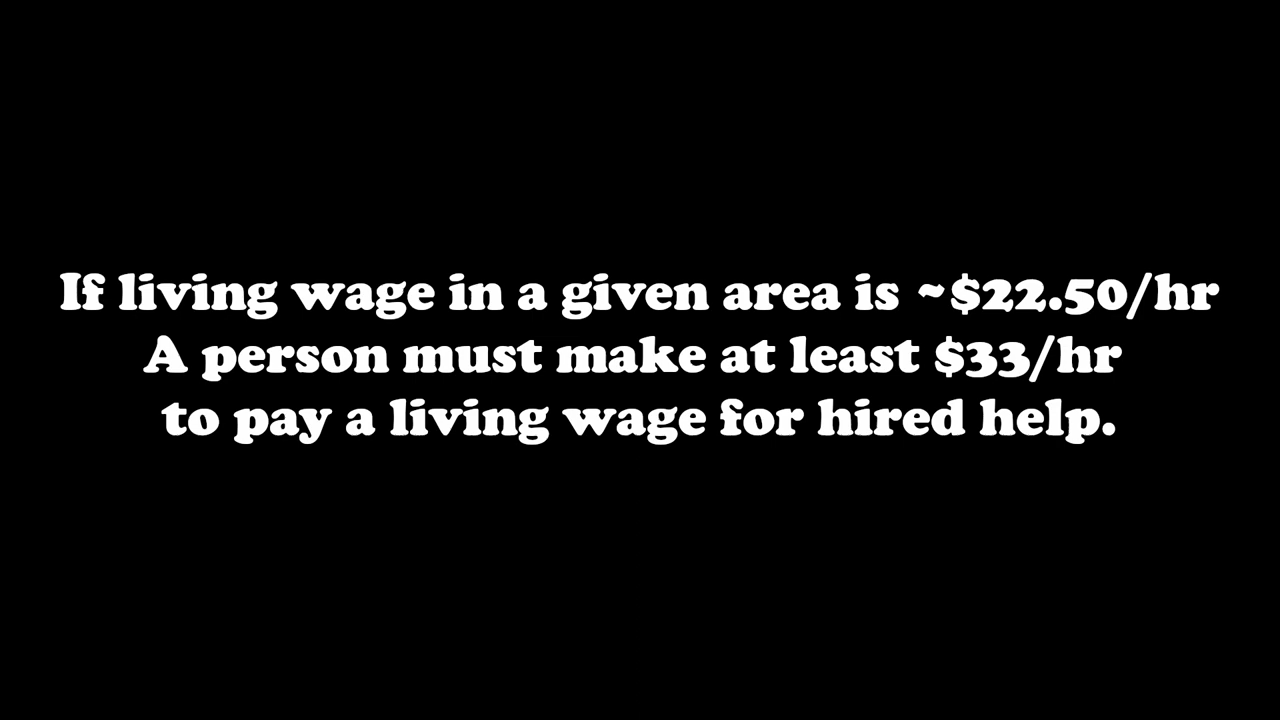 If living wage in a given area is ~$22.50/hr
A person must make at least $33/hr
to pay a living wage for hired help.